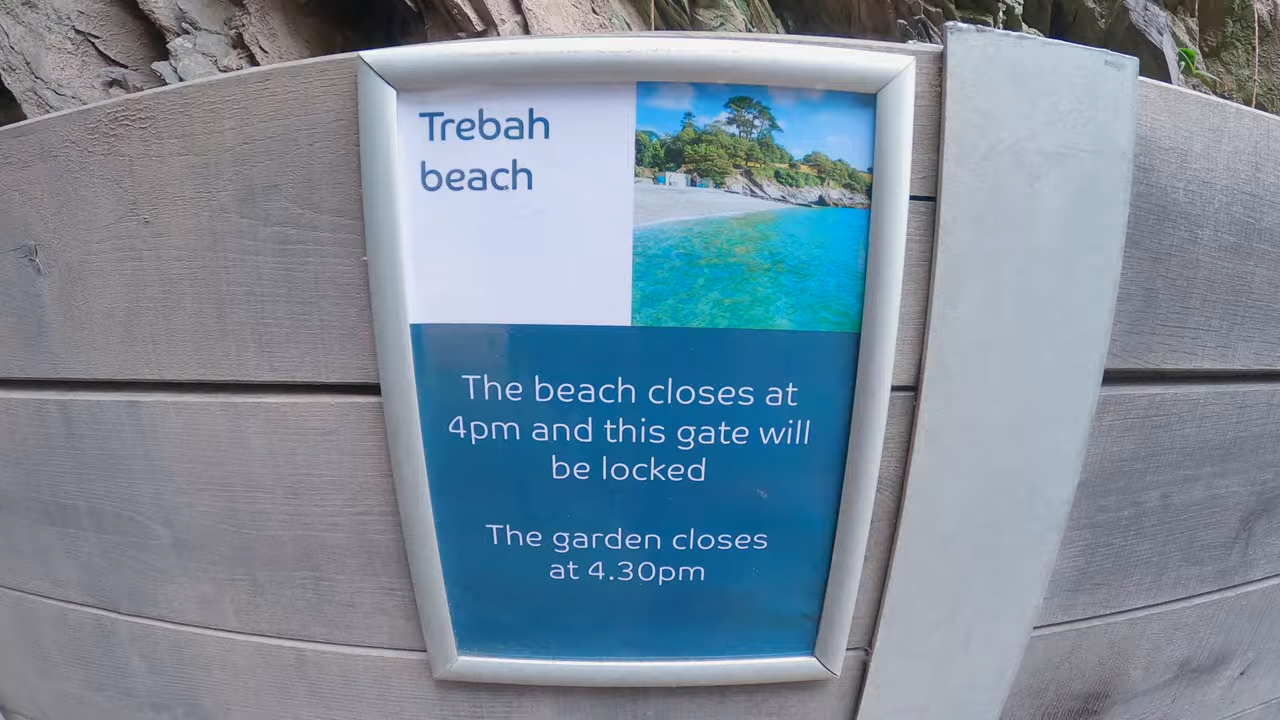 Trebah
beach
The beach closes at
4pm and this gate will
be locked
The garden closes
at 4.30pm